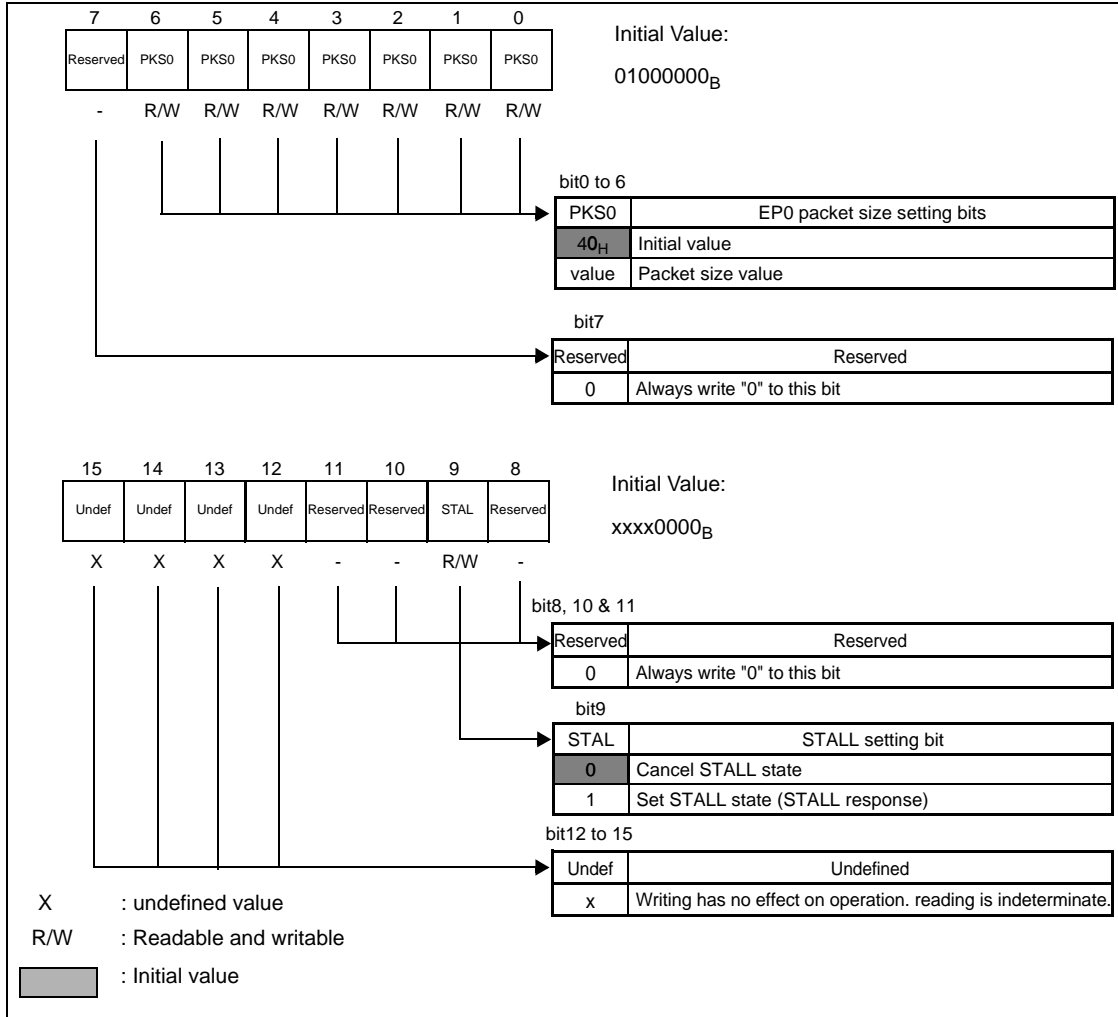 7 6 5 4 3 2 1 0
Initial Value:
Reserved PKS0 PKS0 PKS0 PKS0 PKS0 PKS0 PKS0
01000000B
- R/W R/W R/W R/W R/W R/W R/W
bit0 to 6
PKS0 EP0 packet size setting bits
40H Initial value
value Packet size value
bit7
Reserved Reserved
0 Always write "0" to this bit
15 14 13 12 11 10 9 8
Initial Value:
Undef Undef Undef Undef Reserved Reserved STAL Reserved
xxxx0000B
X X X X - - R/W -
bit8, 10 & 11
Reserved Reserved
0 Always write "0" to this bit
bit9
STAL STALL setting bit
0 Cancel STALL state
1 Set STALL state (STALL response)
bit12 to 15
Undef Undefined
x Writing has no effect on operation. reading is indeterminate.
X : undefined value
R/W : Readable and writable
: Initial value